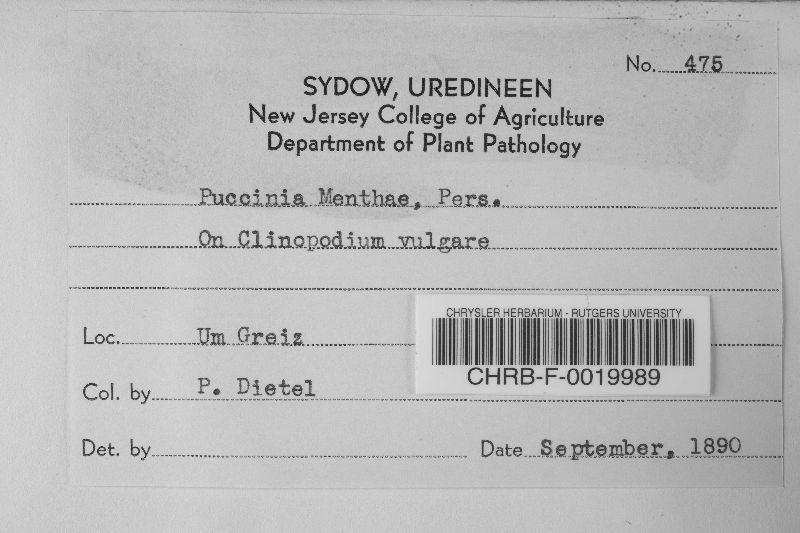 No. 475
SYDOW, UREDINEEN
New Jersey College of Agriculture
Department of Plant Pathology
Puccinia Menthae, Pers.
On Clinopodium vulgare
Loc. Um Greiz
CHRYSLER HERBARIUM - RUTGERS UNIVERSITY
CHRB-F-0019989
Col. by P. Dietel
Det. by
Date September, 1890